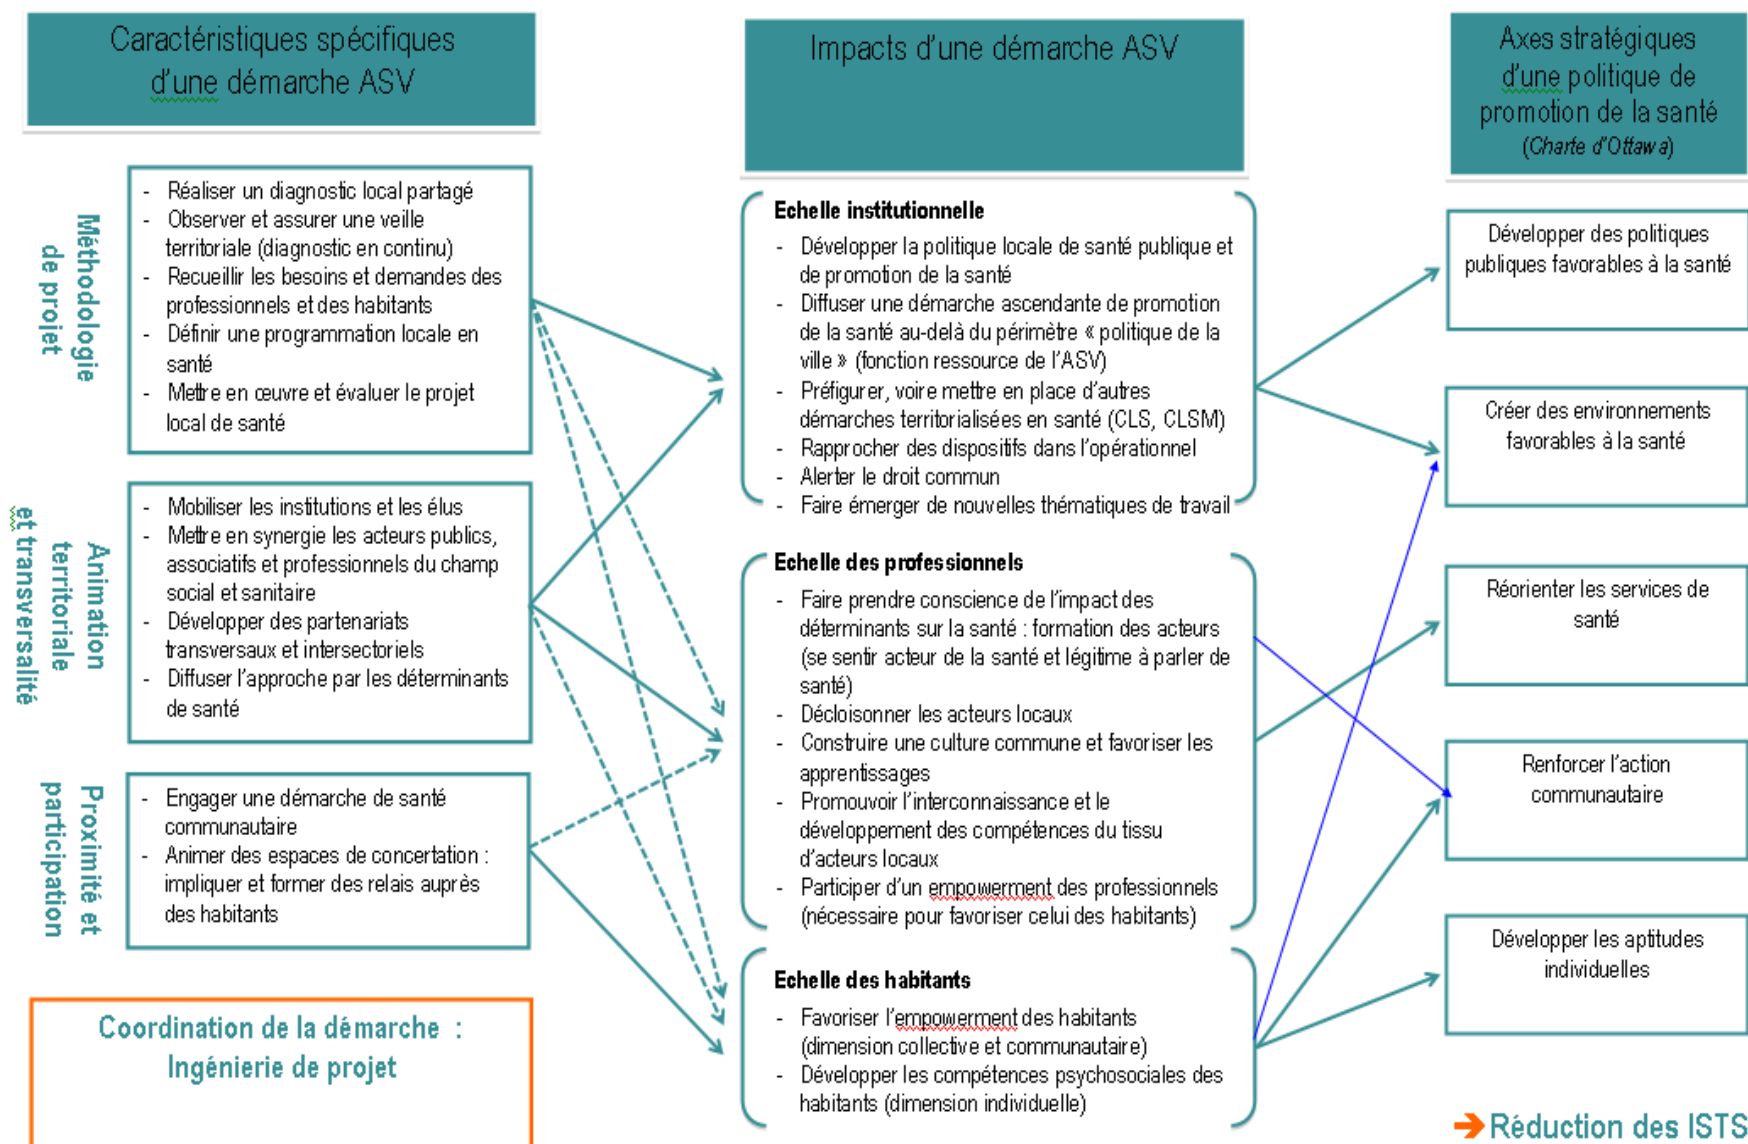 Caractéristiques spécifiques
d'une démarche ASV
Impacts d'une démarche ASV
Axes stratégiques
d'une politique de
promotion de la santé
(Charte d'Ottawa)
Méthodologie
de projet
- Réaliser un diagnostic local partagé
- Observer et assurer une veille
territoriale (diagnostic en continu)
- Recueillir les besoins et demandes des
professionnels et des habitants
- Définir une programmation locale en
santé
- Mettre en œuvre et évaluer le projet
local de santé
Animation
territoriale
et transversalité
- Mobiliser les institutions et les élus
- Mettre en synergie les acteurs publics,
associatifs et professionnels du champ
social et sanitaire
- Développer des partenariats
transversaux et intersectoriels
- Diffuser l'approche par les déterminants
de santé
Proximité et
participation
- Engager une démarche de santé
communautaire
- Animer des espaces de concertation :
impliquer et former des relais auprès
des habitants
Coordination de la démarche :
Ingénierie de projet
Echelle institutionnelle
- Développer la politique locale de santé publique et
de promotion de la santé
- Diffuser une démarche ascendante de promotion
de la santé au-delà du périmètre « politique de la
ville » (fonction ressource de l'ASV)
- Préfigurer, voire mettre en place d'autres
démarches territorialisées en santé (CLS, CLSM)
- Rapprocher des dispositifs dans l'opérationnel
- Alerter le droit commun
- Faire émerger de nouvelles thématiques de travail
Echelle des professionnels
- Faire prendre conscience de l'impact des
déterminants sur la santé : formation des acteurs
(se sentir acteur de la santé et légitime à parler de
santé)
- Décloisonner les acteurs locaux
- Construire une culture commune et favoriser les
apprentissages
- Promouvoir l'interconnaissance et le
développement des compétences du tissu
d'acteurs locaux
- Participer d'un empowerment des professionnels
(nécessaire pour favoriser celui des habitants)
Echelle des habitants
- Favoriser l'empowerment des habitants
(dimension collective et communautaire)
- Développer les compétences psychosociales des
habitants (dimension individuelle)
Développer des politiques
publiques favorables à la santé
Créer des environnements
favorables à la santé
Réorienter les services de
santé
Renforcer l'action
communautaire
Développer les aptitudes
individuelles
➔ Réduction des ISTS